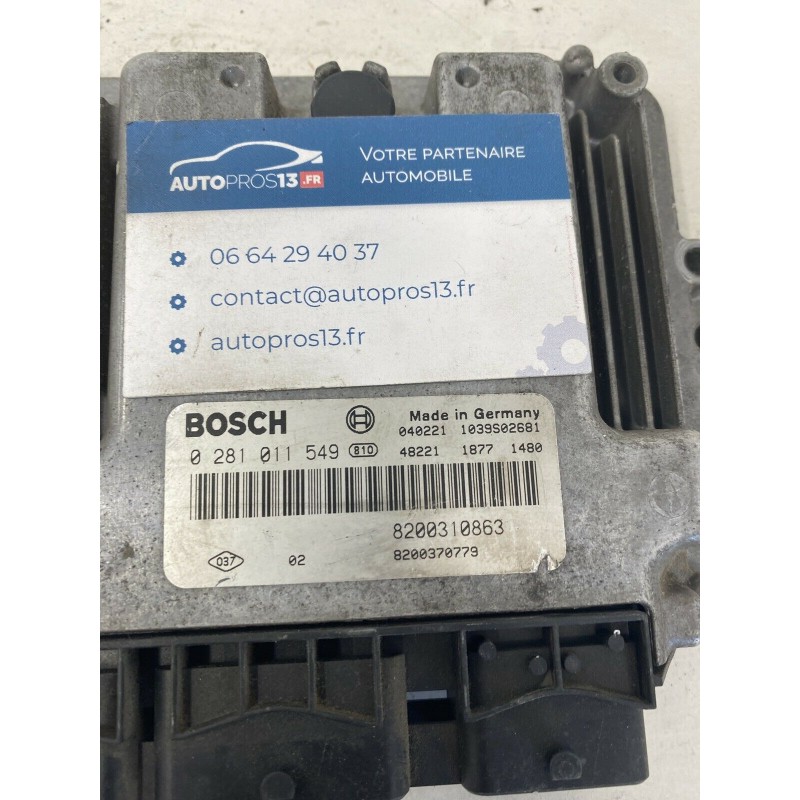 AUTOPROS13.FR
VOTRE PARTENAIRE
AUTOMOBILE
06 64 29 40 37
contact@autopros13.fr
autopros13.fr
BOSCH
Made in Germany
040221 1039S02681
0 281 011 549 810 48221 1877 1480
8200310863
037 02 8200370779